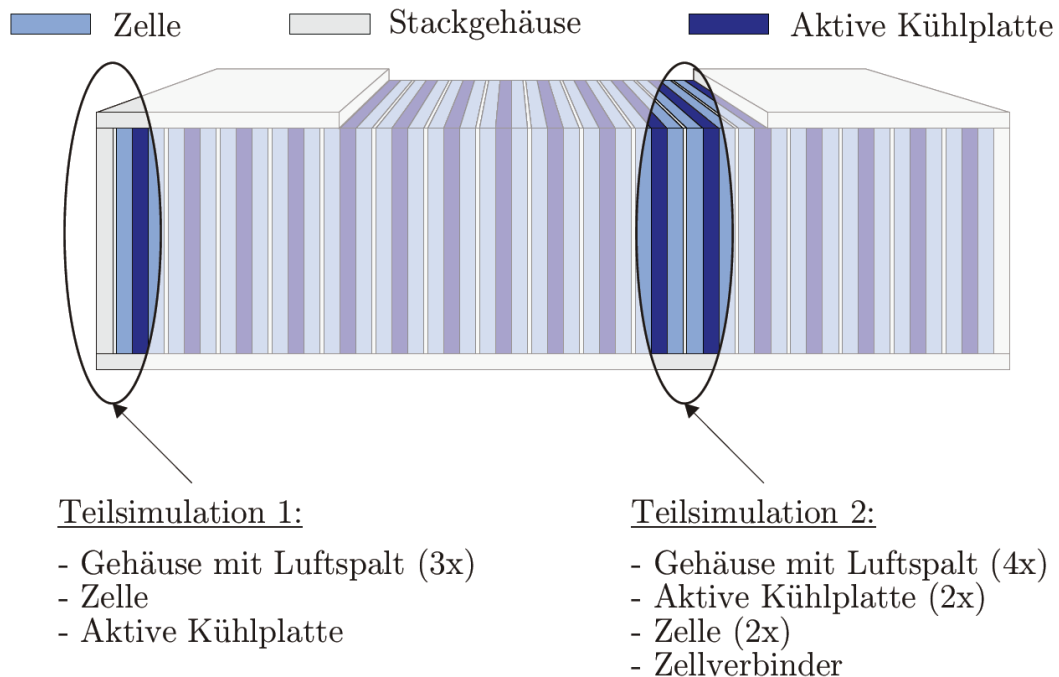 Zelle Stackgehäuse Aktive Kühlplatte
Teilsimulation 1:
- Gehäuse mit Luftspalt (3x)
- Zelle
- Aktive Kühlplatte
Teilsimulation 2:
- Gehäuse mit Luftspalt (4x)
- Aktive Kühlplatte (2x)
- Zelle (2x)
- Zellverbinder